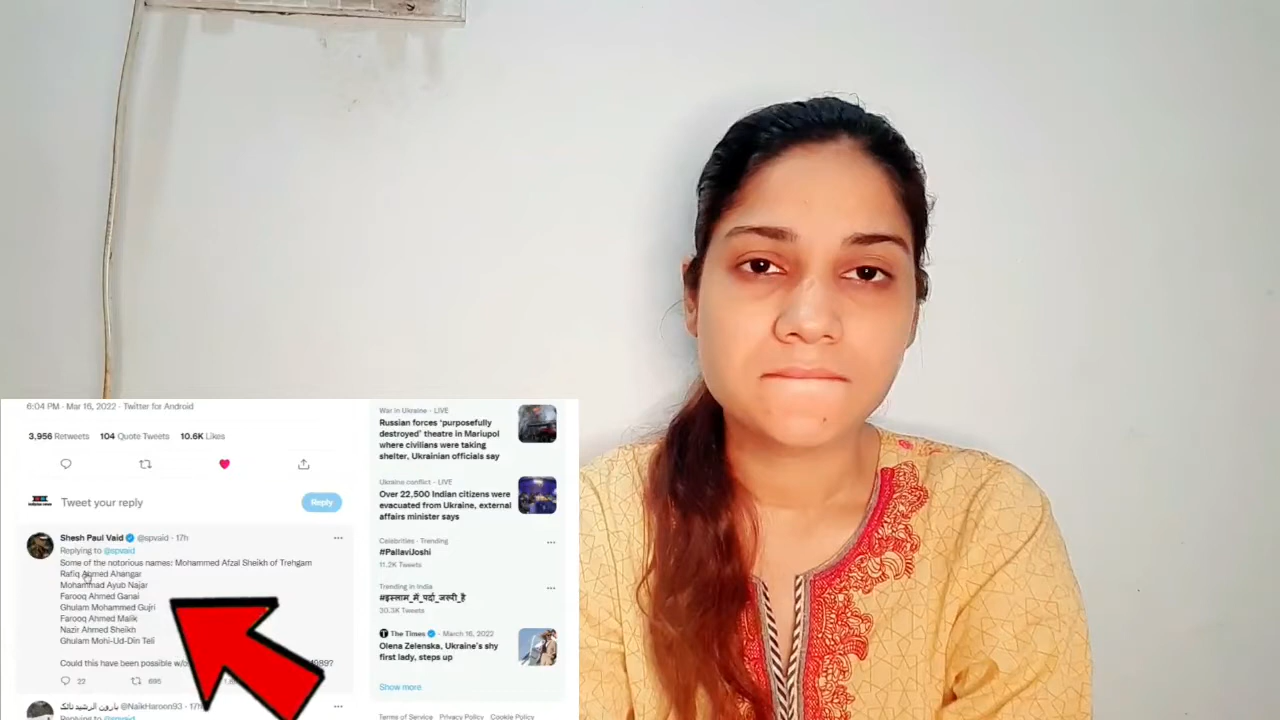 6:04 PM · Mar 16, 2022 · Twitter for Android
3,956 Retweets 104 Quote Tweets 10.6K Likes
Tweet your reply
Reply
Shesh Paul Vaid @spvaid · 17h
Replying to @spvaid
Some of the notorious names: Mohammed Afzal Sheikh of Trehgam
Rafiq Ahmed Ahangar
Mohammad Ayub Najar
Farooq Ahmed Ganai
Ghulam Mohammed Gujri
Farooq Ahmed Malik
Nazir Ahmed Sheikh
Ghulam Mohi-Ud-Din Teli
Could this have been possible 1989?
22 695
@NaikHaroon93 · 17h
Replying to @spvaid
War in Ukraine · LIVE
Russian forces ‘purposefully
destroyed’ theatre in Mariupol
where civilians were taking
shelter, Ukrainian officials say
Ukraine conflict · LIVE
Over 22,500 Indian citizens were
evacuated from Ukraine, external
affairs minister says
Celebrities · Trending
#PallaviJoshi
11.2K Tweets
Trending in India
#इस्लाम_में_पर्दा_जरुरी_है
20.3K Tweets
The Times · March 16, 2022
Olena Zelenska, Ukraine's shy
first lady, steps up
Show more
Terms of Service Privacy Policy Cookie Policy